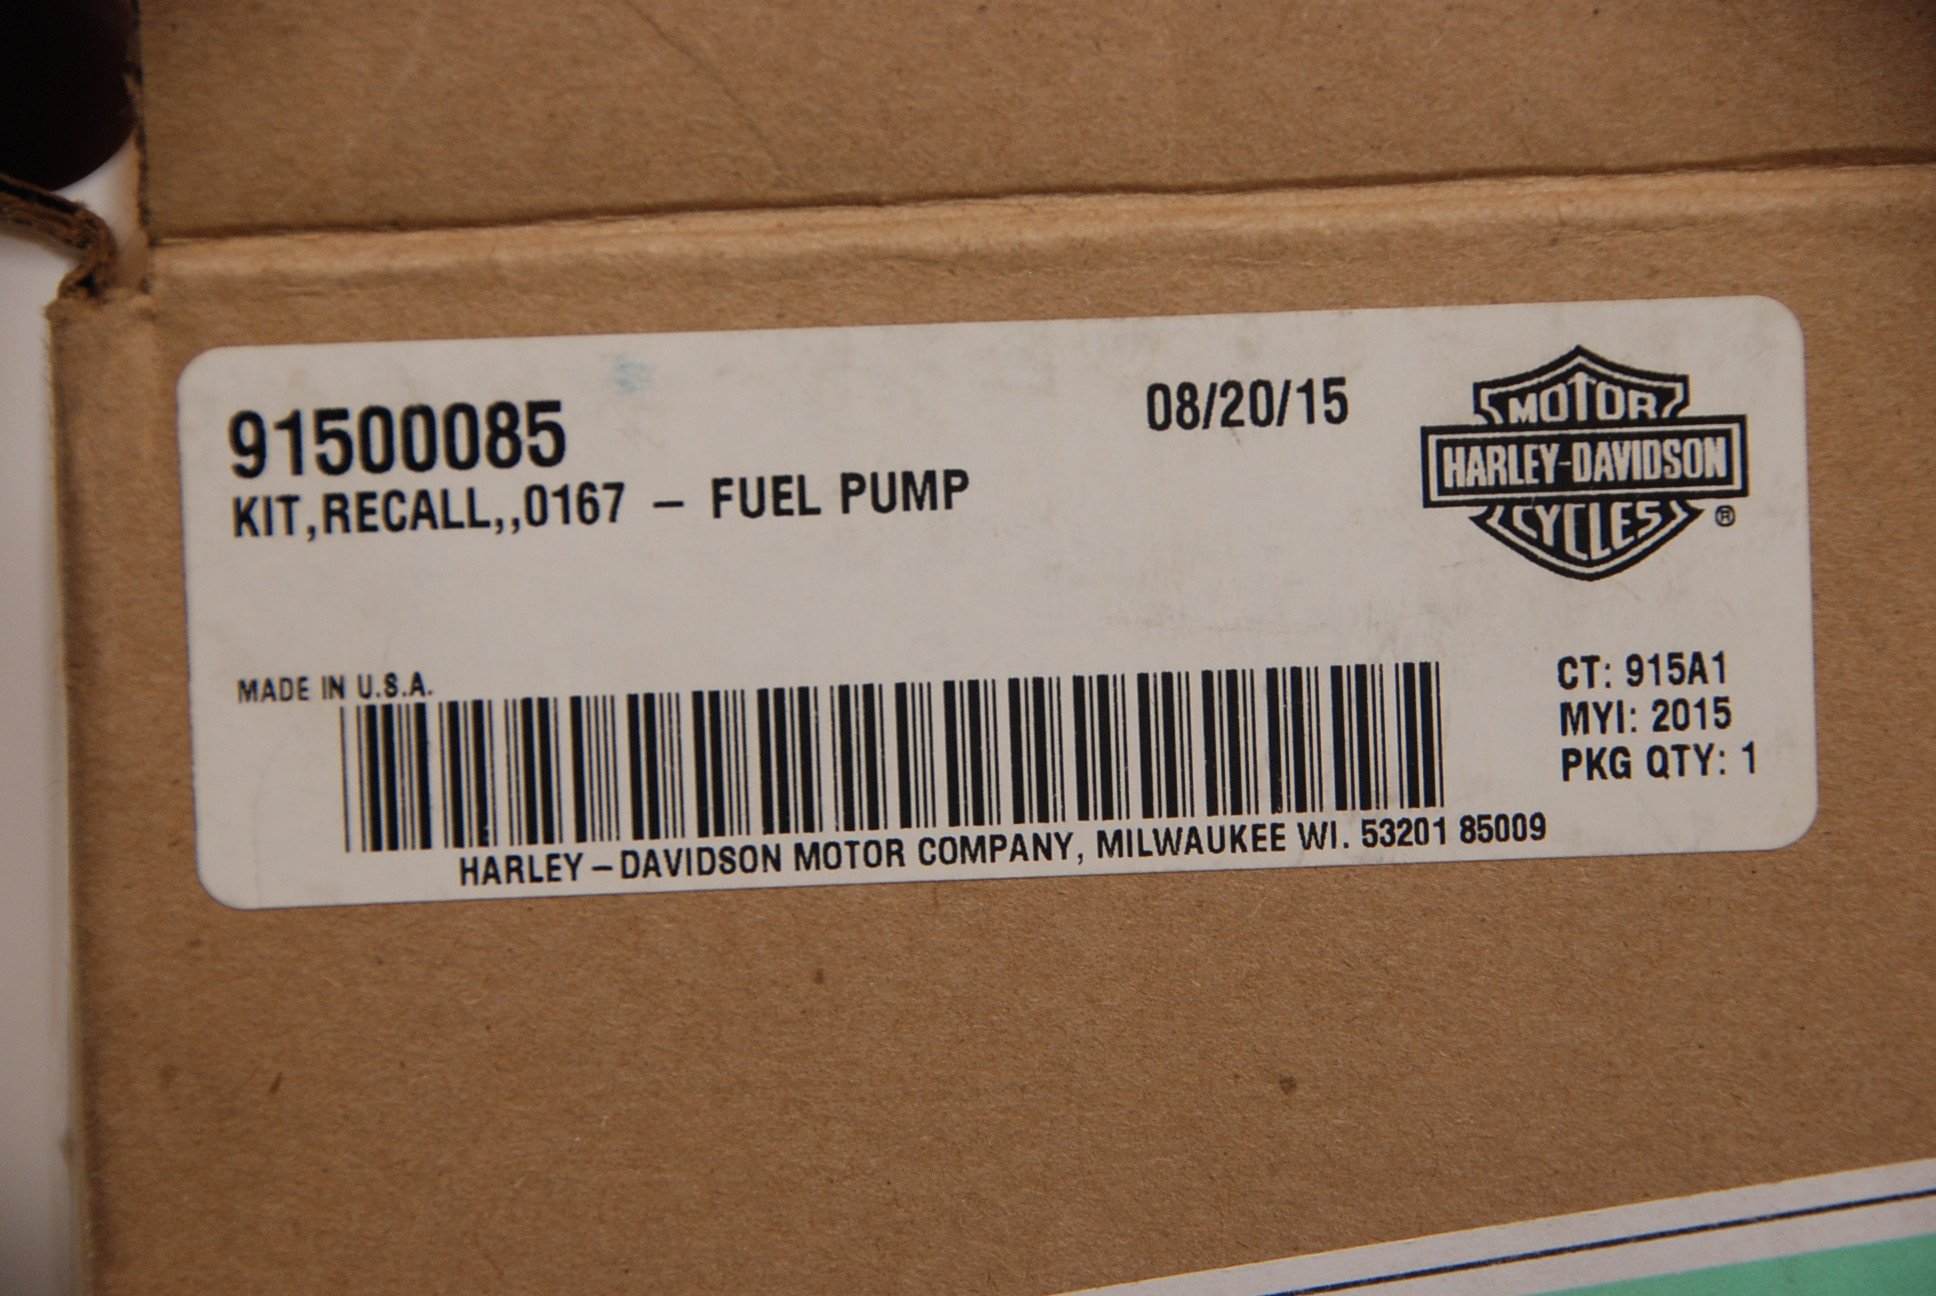 91500085
08/20/15
KIT,RECALL,,0167 – FUEL PUMP
MOTOR
HARLEY-DAVIDSON
CYCLES
®
MADE IN U.S.A.
CT: 915A1
MYI: 2015
PKG QTY: 1
HARLEY–DAVIDSON MOTOR COMPANY, MILWAUKEE WI. 53201 85009